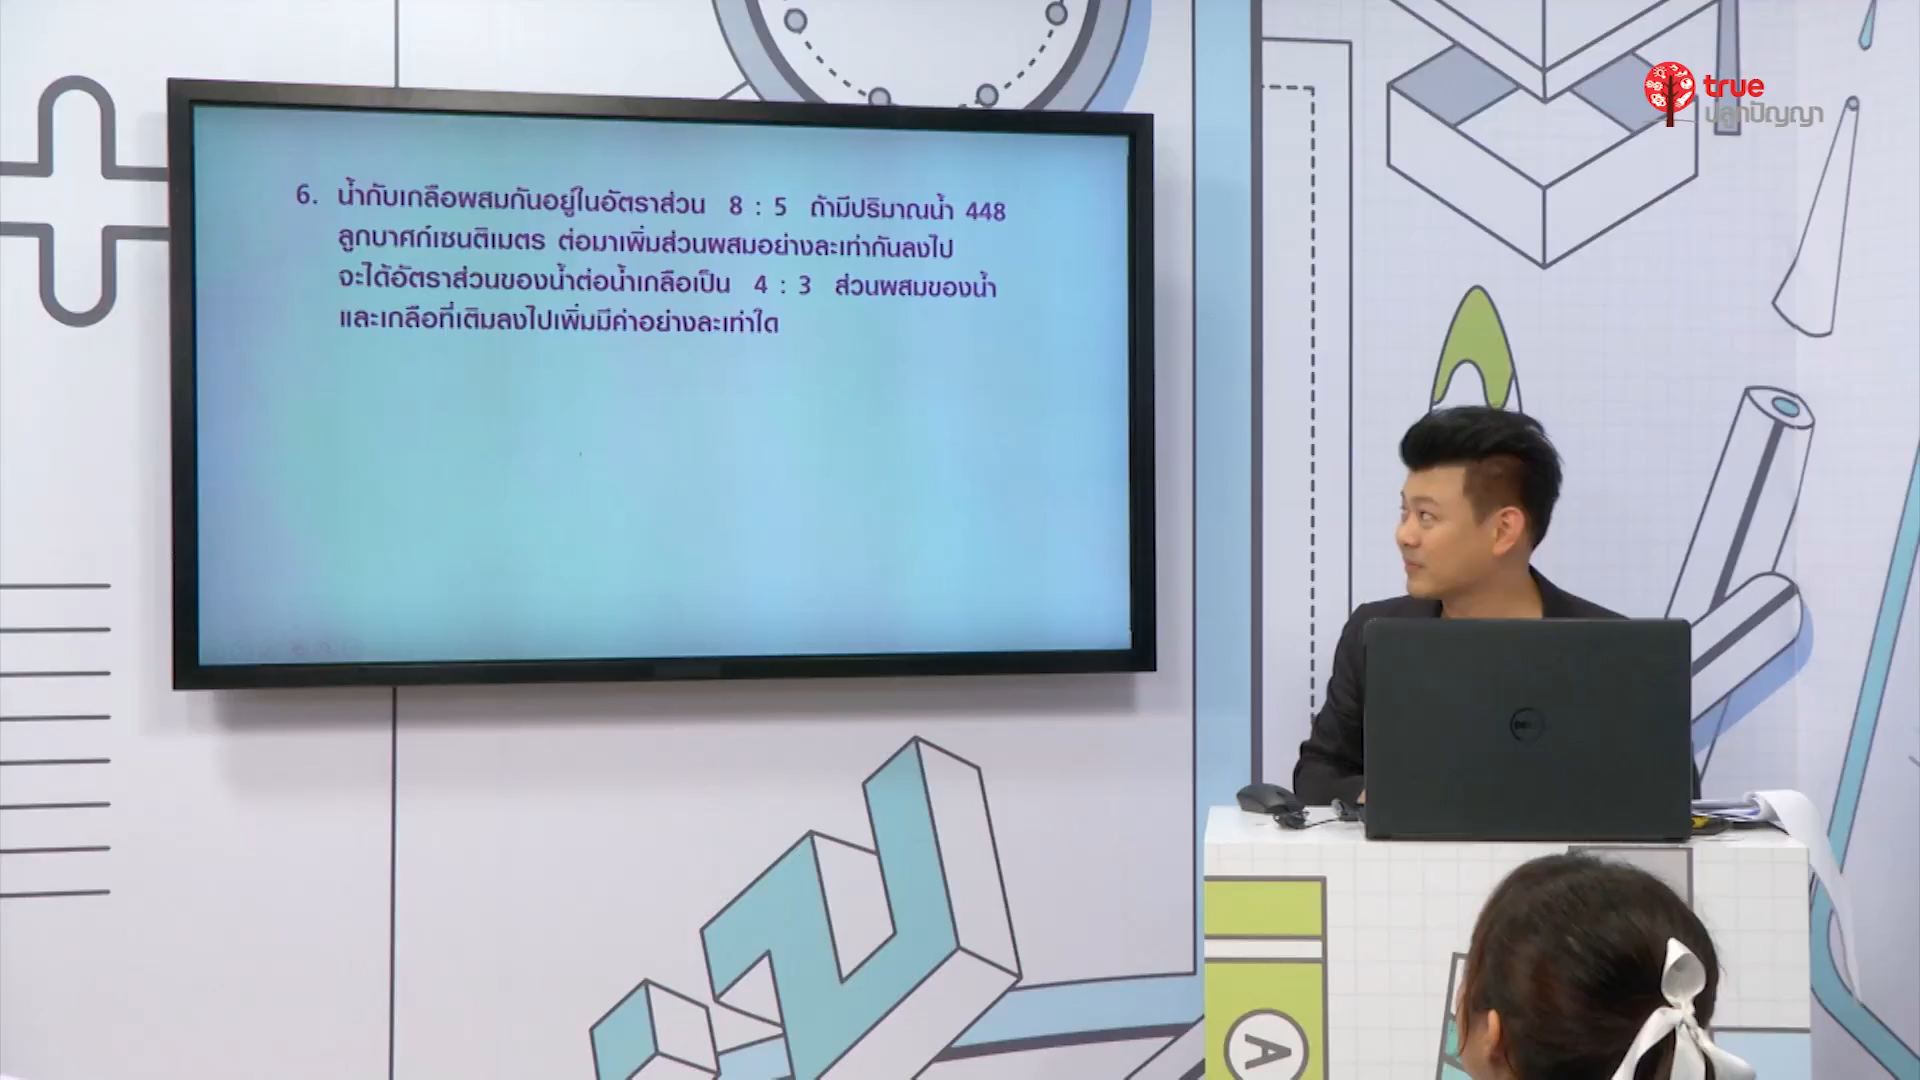 true
ปลูกปัญญา
6. น้ำกับเกลือผสมกันอยู่ในอัตราส่วน 8 : 5 ถ้ามีปริมาณน้ำ 448
ลูกบาศก์เซนติเมตร ต่อมาเพิ่มส่วนผสมอย่างละเท่ากันลงไป
จะได้อัตราส่วนของน้ำต่อน้ำเกลือเป็น 4 : 3 ส่วนผสมของน้ำ
และเกลือที่เติมลงไปเพิ่มมีค่าอย่างละเท่าใด
DELL
A